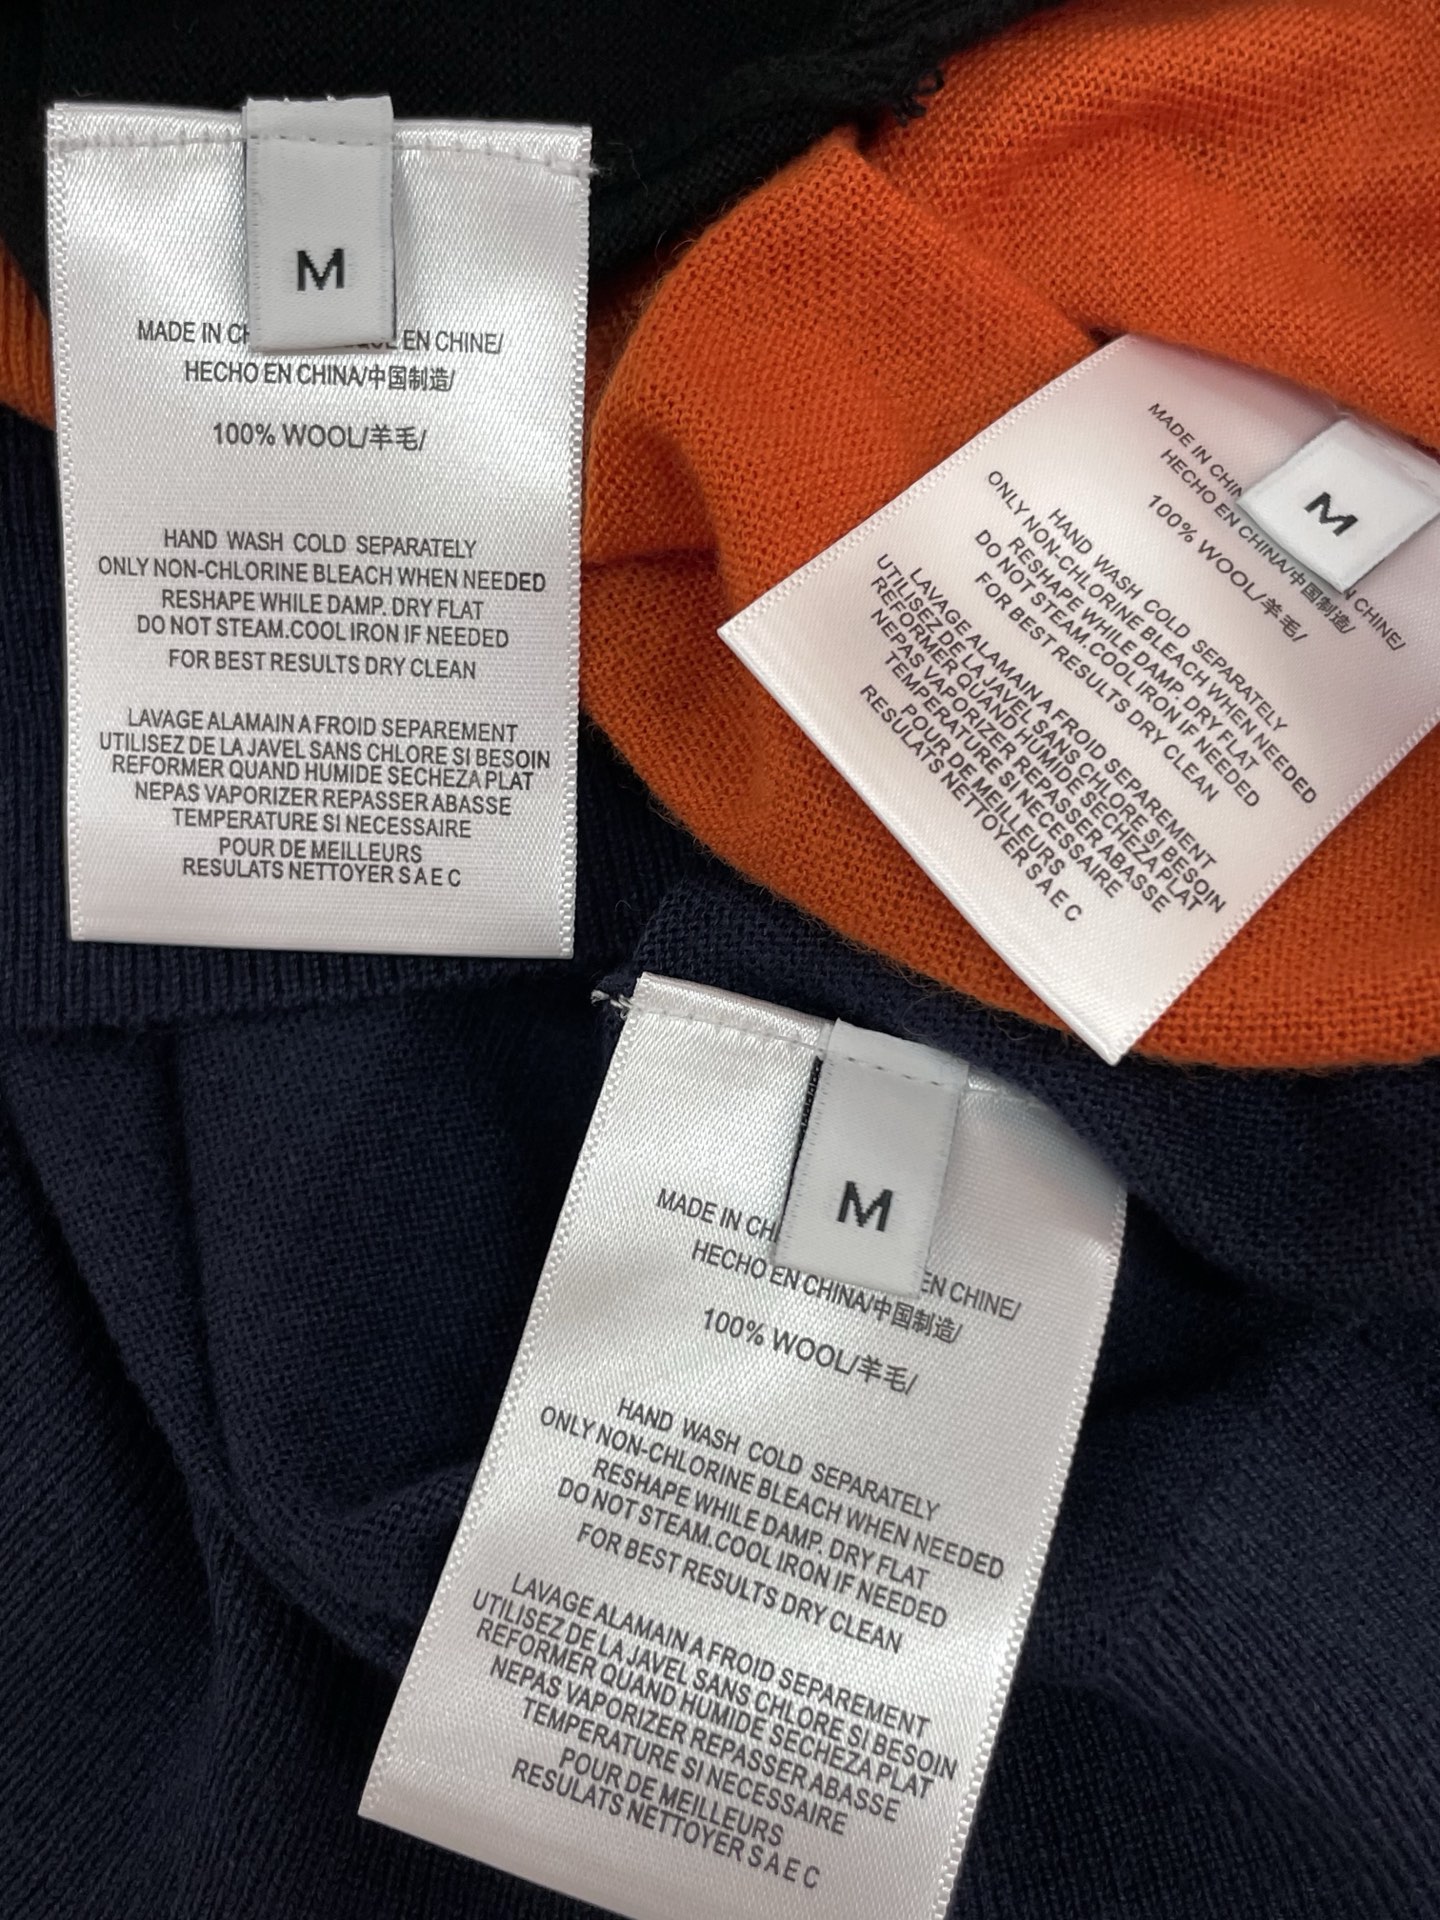 M
MADE IN CH EN CHINE/
HECHO EN CHINA/中国制造/
100% WOOL/羊毛/
HAND WASH COLD SEPARATELY
ONLY NON-CHLORINE BLEACH WHEN NEEDED
RESHAPE WHILE DAMP. DRY FLAT
DO NOT STEAM.COOL IRON IF NEEDED
FOR BEST RESULTS DRY CLEAN
LAVAGE ALAMAIN A FROID SEPAREMENT
UTILISEZ DE LA JAVEL SANS CHLORE SI BESOIN
REFORMER QUAND HUMIDE SECHEZA PLAT
NEPAS VAPORIZER REPASSER ABASSE
TEMPERATURE SI NECESSAIRE
POUR DE MEILLEURS
RESULATS NETTOYER S A E C
M
MADE IN CHIN N CHINE/
HECHO EN CHINA/中国制造/
100% WOOL/羊毛/
HAND WASH COLD SEPARATELY
ONLY NON-CHLORINE BLEACH WHEN NEEDED
RESHAPE WHILE DAMP. DRY FLAT
DO NOT STEAM.COOL IRON IF NEEDED
FOR BEST RESULTS DRY CLEAN
LAVAGE ALAMAIN A FROID SEPAREMENT
UTILISEZ DE LA JAVEL SANS CHLORE SI BESOIN
REFORMER QUAND HUMIDE SECHEZA PLAT
NEPAS VAPORIZER REPASSER ABASSE
TEMPERATURE SI NECESSAIRE
POUR DE MEILLEURS
RESULATS NETTOYER S A E C
M
MADE IN CHI EN CHINE/
HECHO EN CHINA/中国制造/
100% WOOL/羊毛/
HAND WASH COLD SEPARATELY
ONLY NON-CHLORINE BLEACH WHEN NEEDED
RESHAPE WHILE DAMP. DRY FLAT
DO NOT STEAM.COOL IRON IF NEEDED
FOR BEST RESULTS DRY CLEAN
LAVAGE ALAMAIN A FROID SEPAREMENT
UTILISEZ DE LA JAVEL SANS CHLORE SI BESOIN
REFORMER QUAND HUMIDE SECHEZA PLAT
NEPAS VAPORIZER REPASSER ABASSE
TEMPERATURE SI NECESSAIRE
POUR DE MEILLEURS
RESULATS NETTOYER S A E C